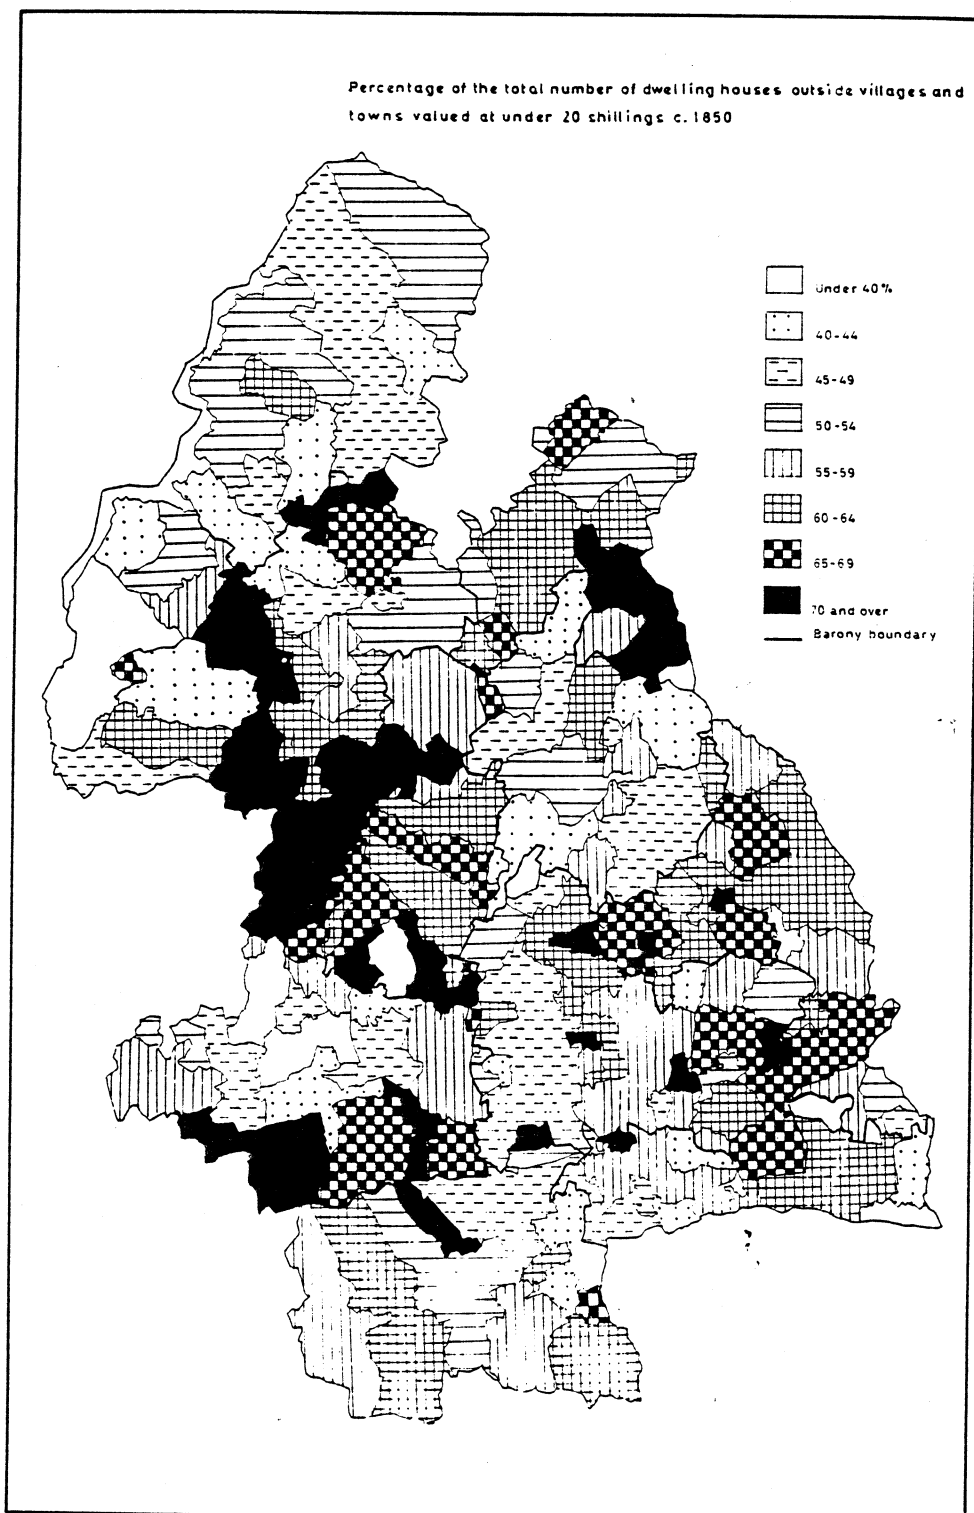 Percentage of the total number of dwelling houses outside villages and
towns valued at under 20 shillings c. 1850
Under 40%
40-44
45-49
50-54
55-59
60-64
65-69
70 and over
Barony boundary